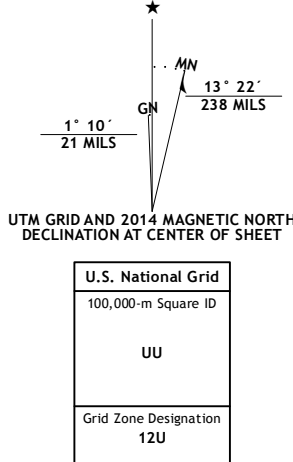 MN
13° 22´
238 MILS
GN
1° 10´
21 MILS
UTM GRID AND 2014 MAGNETIC NORTH
DECLINATION AT CENTER OF SHEET
U.S. National Grid
100,000-m Square ID
UU
Grid Zone Designation
12U